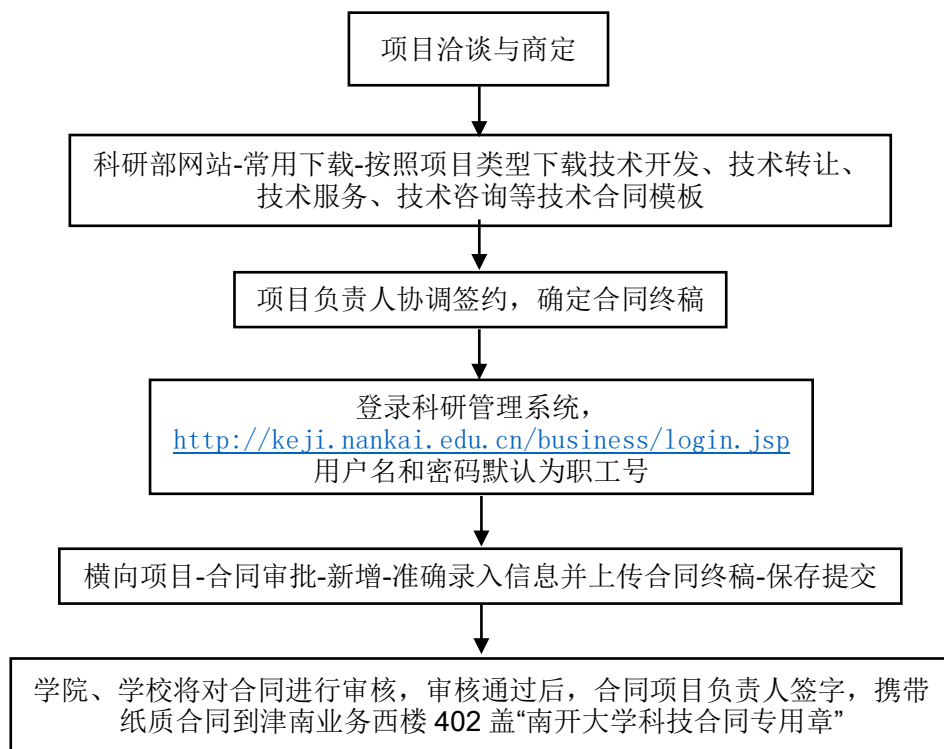 项目洽谈与商定
科研部网站-常用下载-按照项目类型下载技术开发、技术转让、
技术服务、技术咨询等技术合同模板
项目负责人协调签约，确定合同终稿
登录科研管理系统，
http://keji.nankai.edu.cn/business/login.jsp
用户名和密码默认为职工号
横向项目-合同审批-新增-准确录入信息并上传合同终稿-保存提交
学院、学校将对合同进行审核，审核通过后，合同项目负责人签字，携带
纸质合同到津南业务西楼 402 盖“南开大学科技合同专用章”